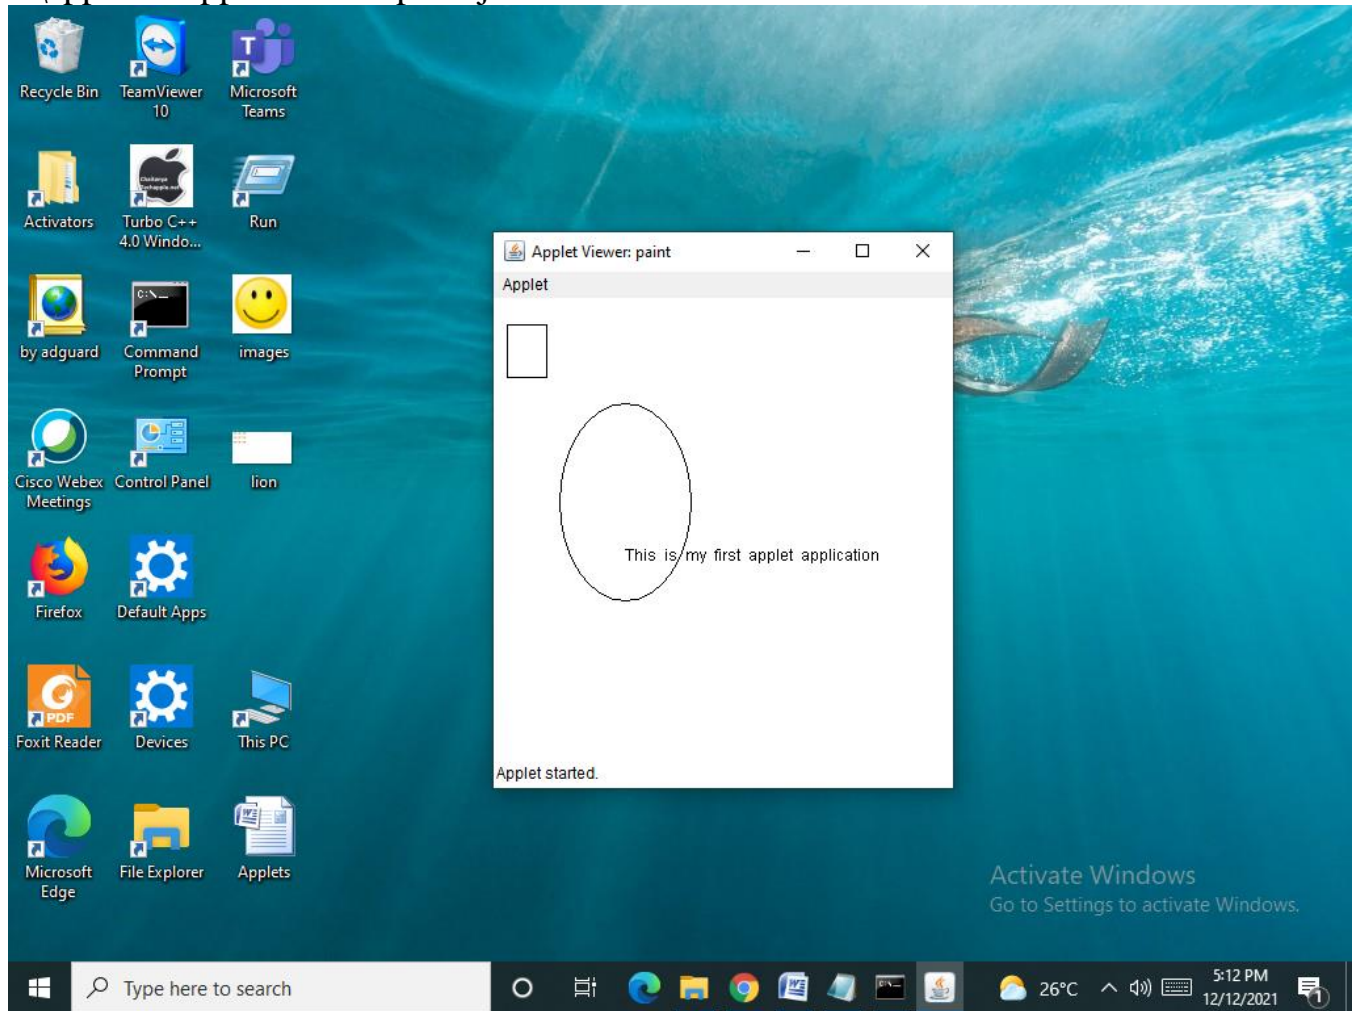 Recycle Bin
TeamViewer
10
Microsoft
Teams
Activators
Turbo C++
4.0 Windo...
Run
by adguard
Command
Prompt
images
Cisco Webex
Meetings
Control Panel
lion
Firefox
Default Apps
Foxit Reader
Devices
This PC
Microsoft
Edge
File Explorer
Applets
Applet Viewer: paint
Applet
This is my first applet application
Applet started.
Activate Windows
Go to Settings to activate Windows.
Type here to search
26°C
5:12 PM
12/12/2021
1
T
C:\
PDF